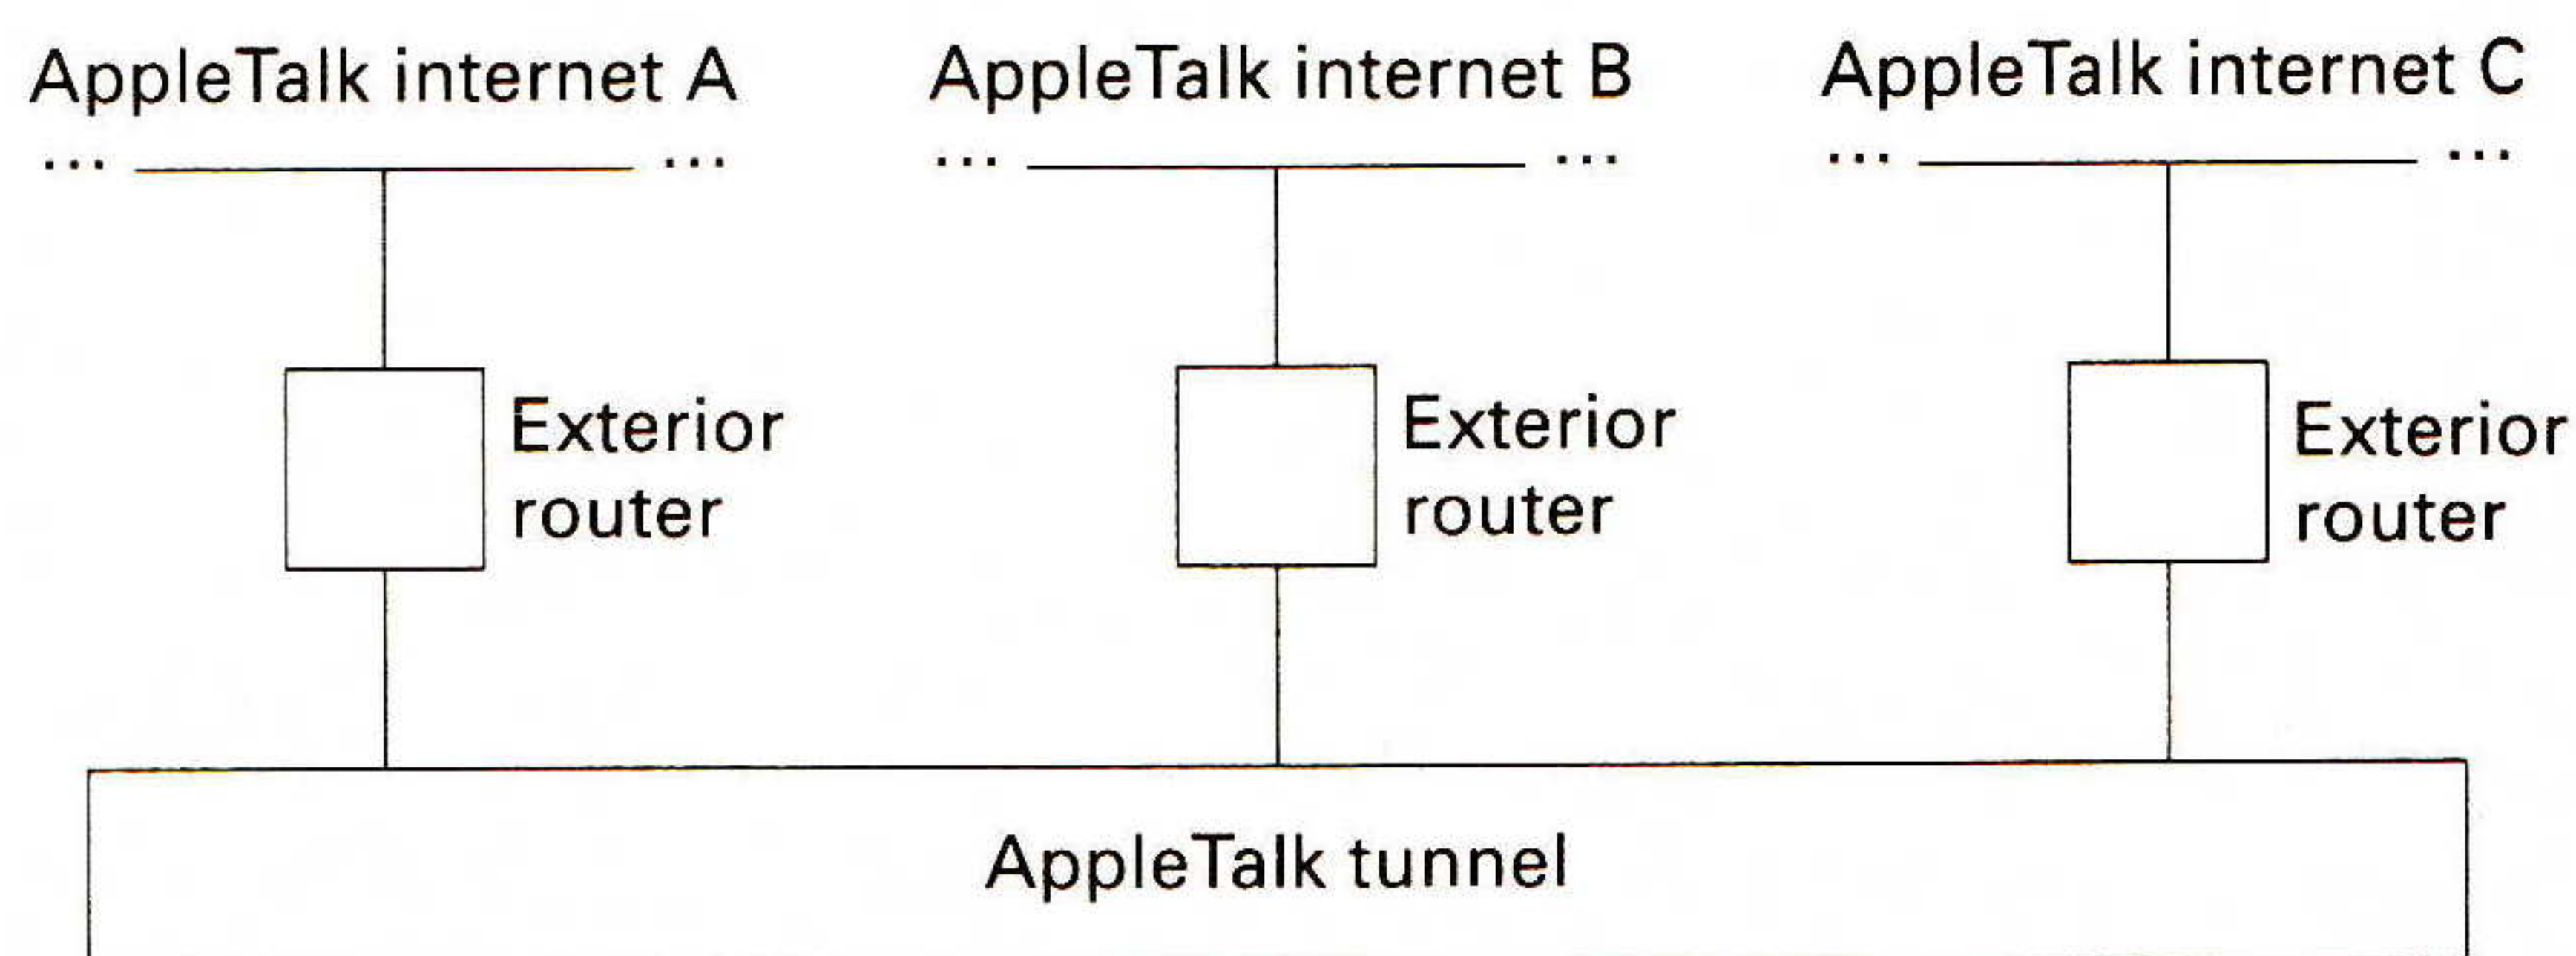 AppleTalk internet A
AppleTalk internet B
AppleTalk internet C
... ...
... ...
... ...
Exterior
router
Exterior
router
Exterior
router
AppleTalk tunnel